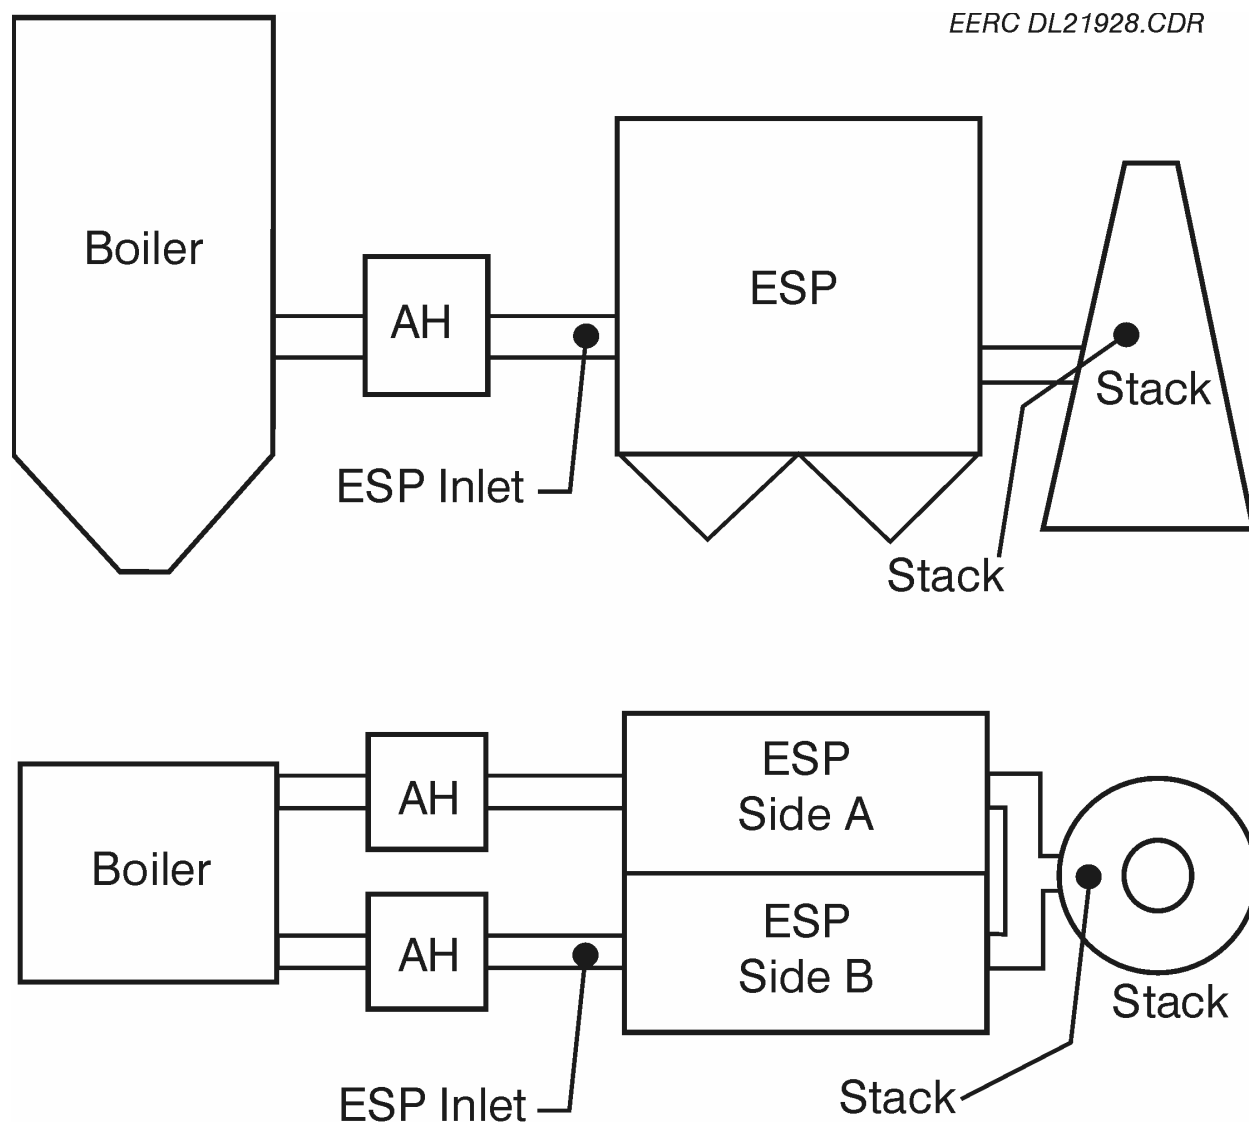 EERC DL21928.CDR
Boiler
AH
ESP
Stack
ESP Inlet
Stack
ESP
Side A
AH
Boiler
ESP
Side B
AH
Stack
ESP Inlet
Stack